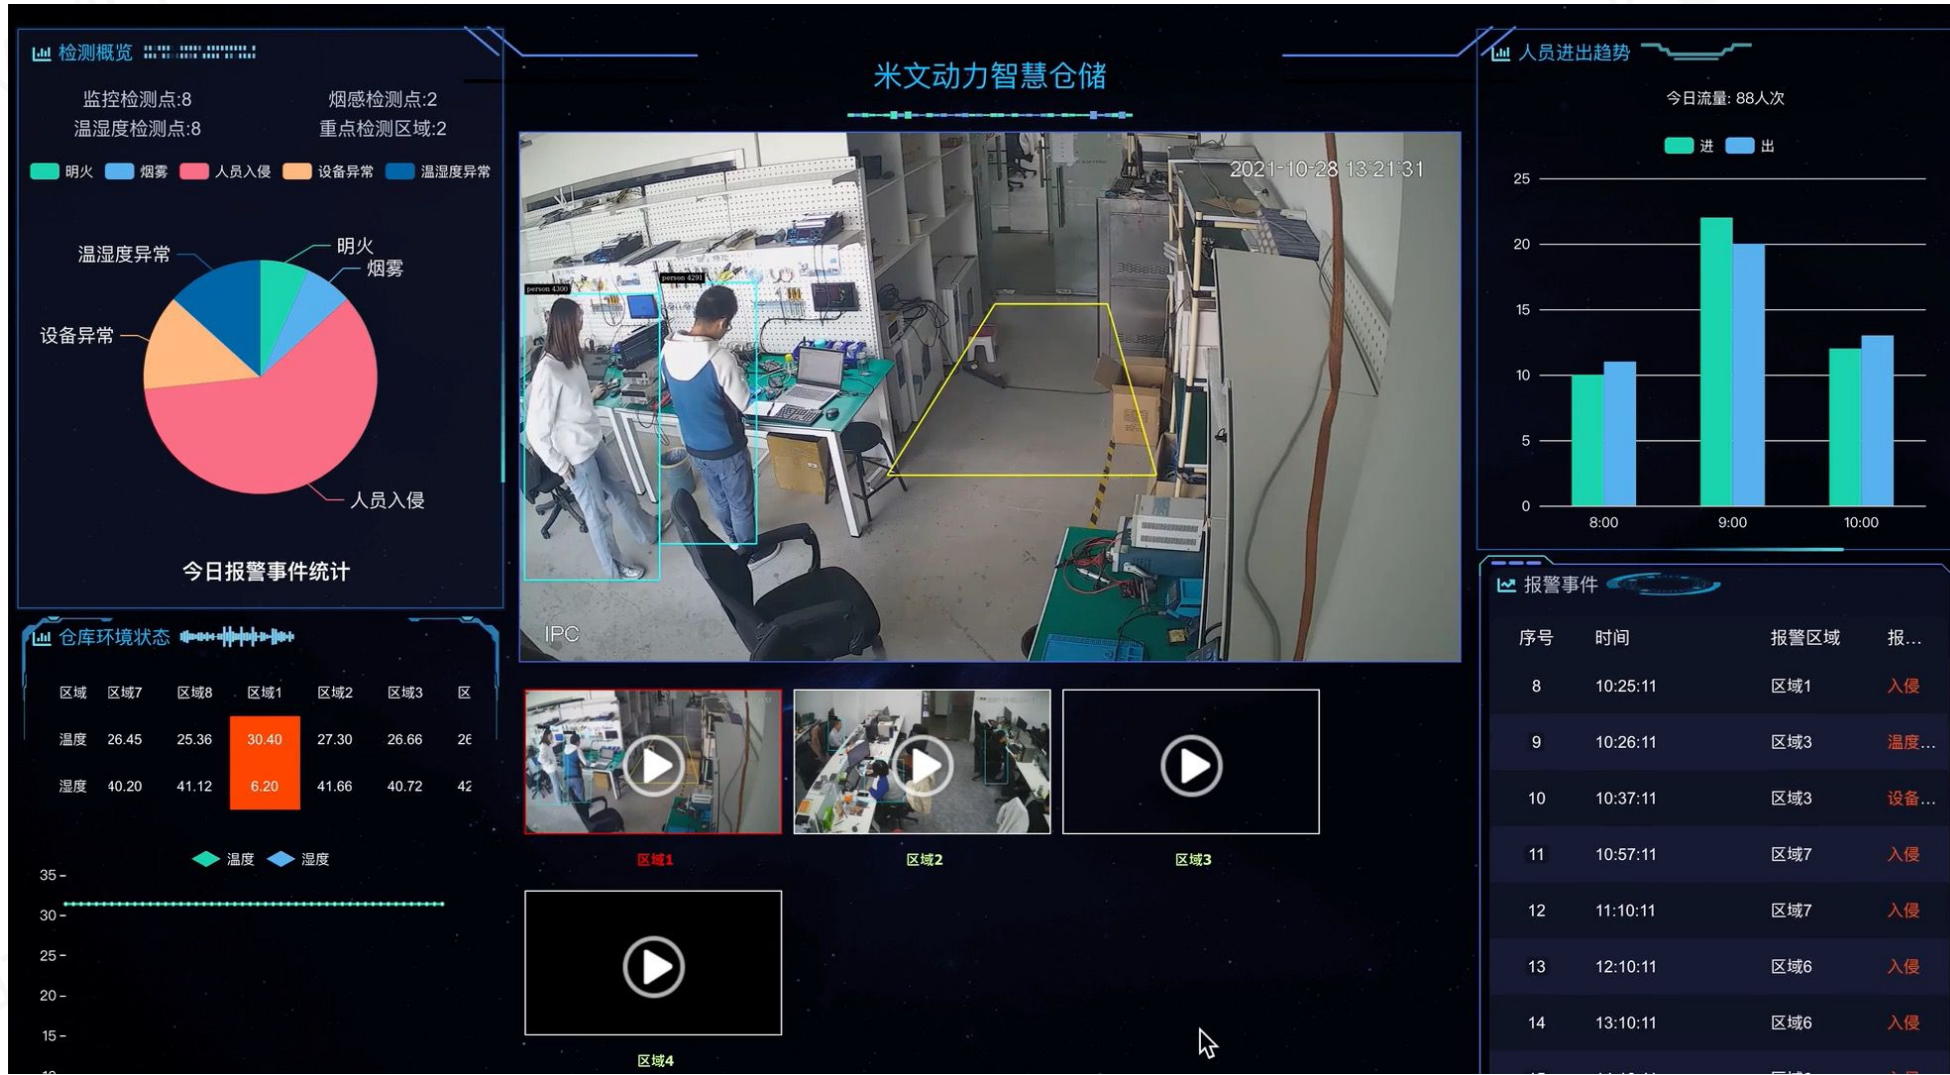 检测概览
监控检测点:8
烟感检测点:2
温湿度检测点:8
重点检测区域:2
明火 烟雾 人员入侵 设备异常 温湿度异常
温湿度异常
明火
烟雾
设备异常
人员入侵
今日报警事件统计
仓库环境状态
区域 区域7 区域8 区域1 区域2 区域3 区
温度 26.45 25.36 30.40 27.30 26.66 26
湿度 40.20 41.12 6.20 41.66 40.72 42
温度 湿度
35
30
25
20
15
米文动力智慧仓储
2021-10-28 13:21:31
person 4300
person 4291
IPC
区域1
区域2
区域3
区域4
人员进出趋势
今日流量: 88人次
进 出
25
20
15
10
5
0
8:00 9:00 10:00
报警事件
序号 时间 报警区域 报...
8 10:25:11 区域1 入侵
9 10:26:11 区域3 温度...
10 10:37:11 区域3 设备...
11 10:57:11 区域7 入侵
12 11:10:11 区域7 入侵
13 12:10:11 区域6 入侵
14 13:10:11 区域6 入侵